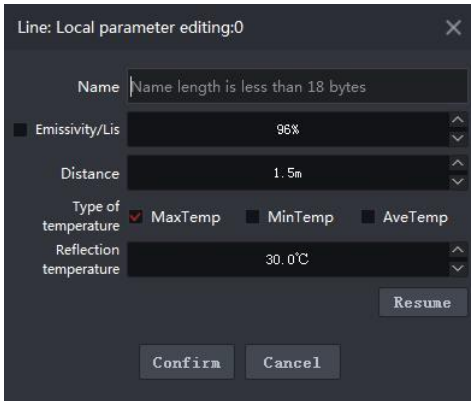 Line: Local parameter editing:0
Name Name length is less than 18 bytes
Emissivity/Lis 96%
Distance 1.5m
Type of temperature MaxTemp MinTemp AveTemp
Reflection temperature 30.0℃
Resume
Confirm Cancel